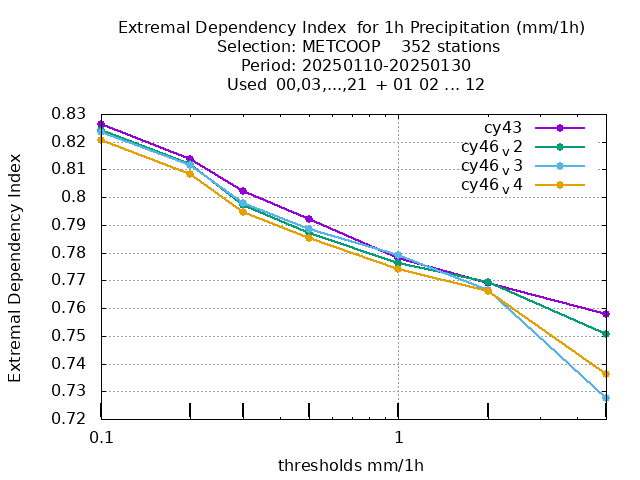 Extremal Dependency Index  for 1h Precipitation (mm/1h)
Selection: METCOOP    352 stations
Period: 20250110-20250130
Used  00,03,...,21  + 01 02 ... 12
0.83
0.82
0.81
0.8
0.79
0.78
0.77
0.76
0.75
0.74
0.73
0.72
Extremal Dependency Index
cy43
cy46v2
cy46v3
cy46v4
0.1
1
thresholds mm/1h